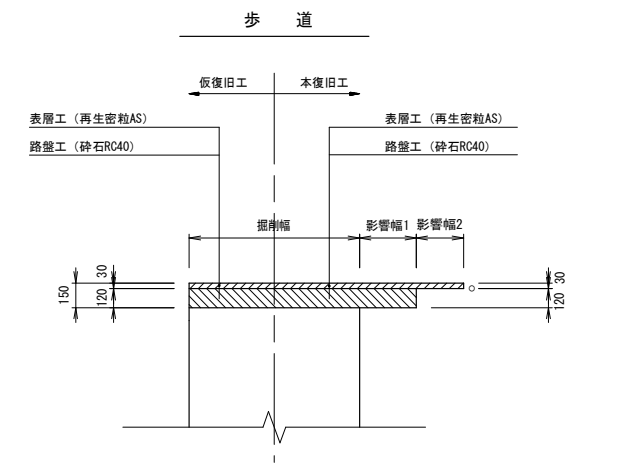 歩　道
仮復旧工
本復旧工
表層工（再生密粒AS）
表層工（再生密粒AS）
路盤工（砕石RC40）
路盤工（砕石RC40）
掘削幅
影響幅1
影響幅2
30
150
120
30
120